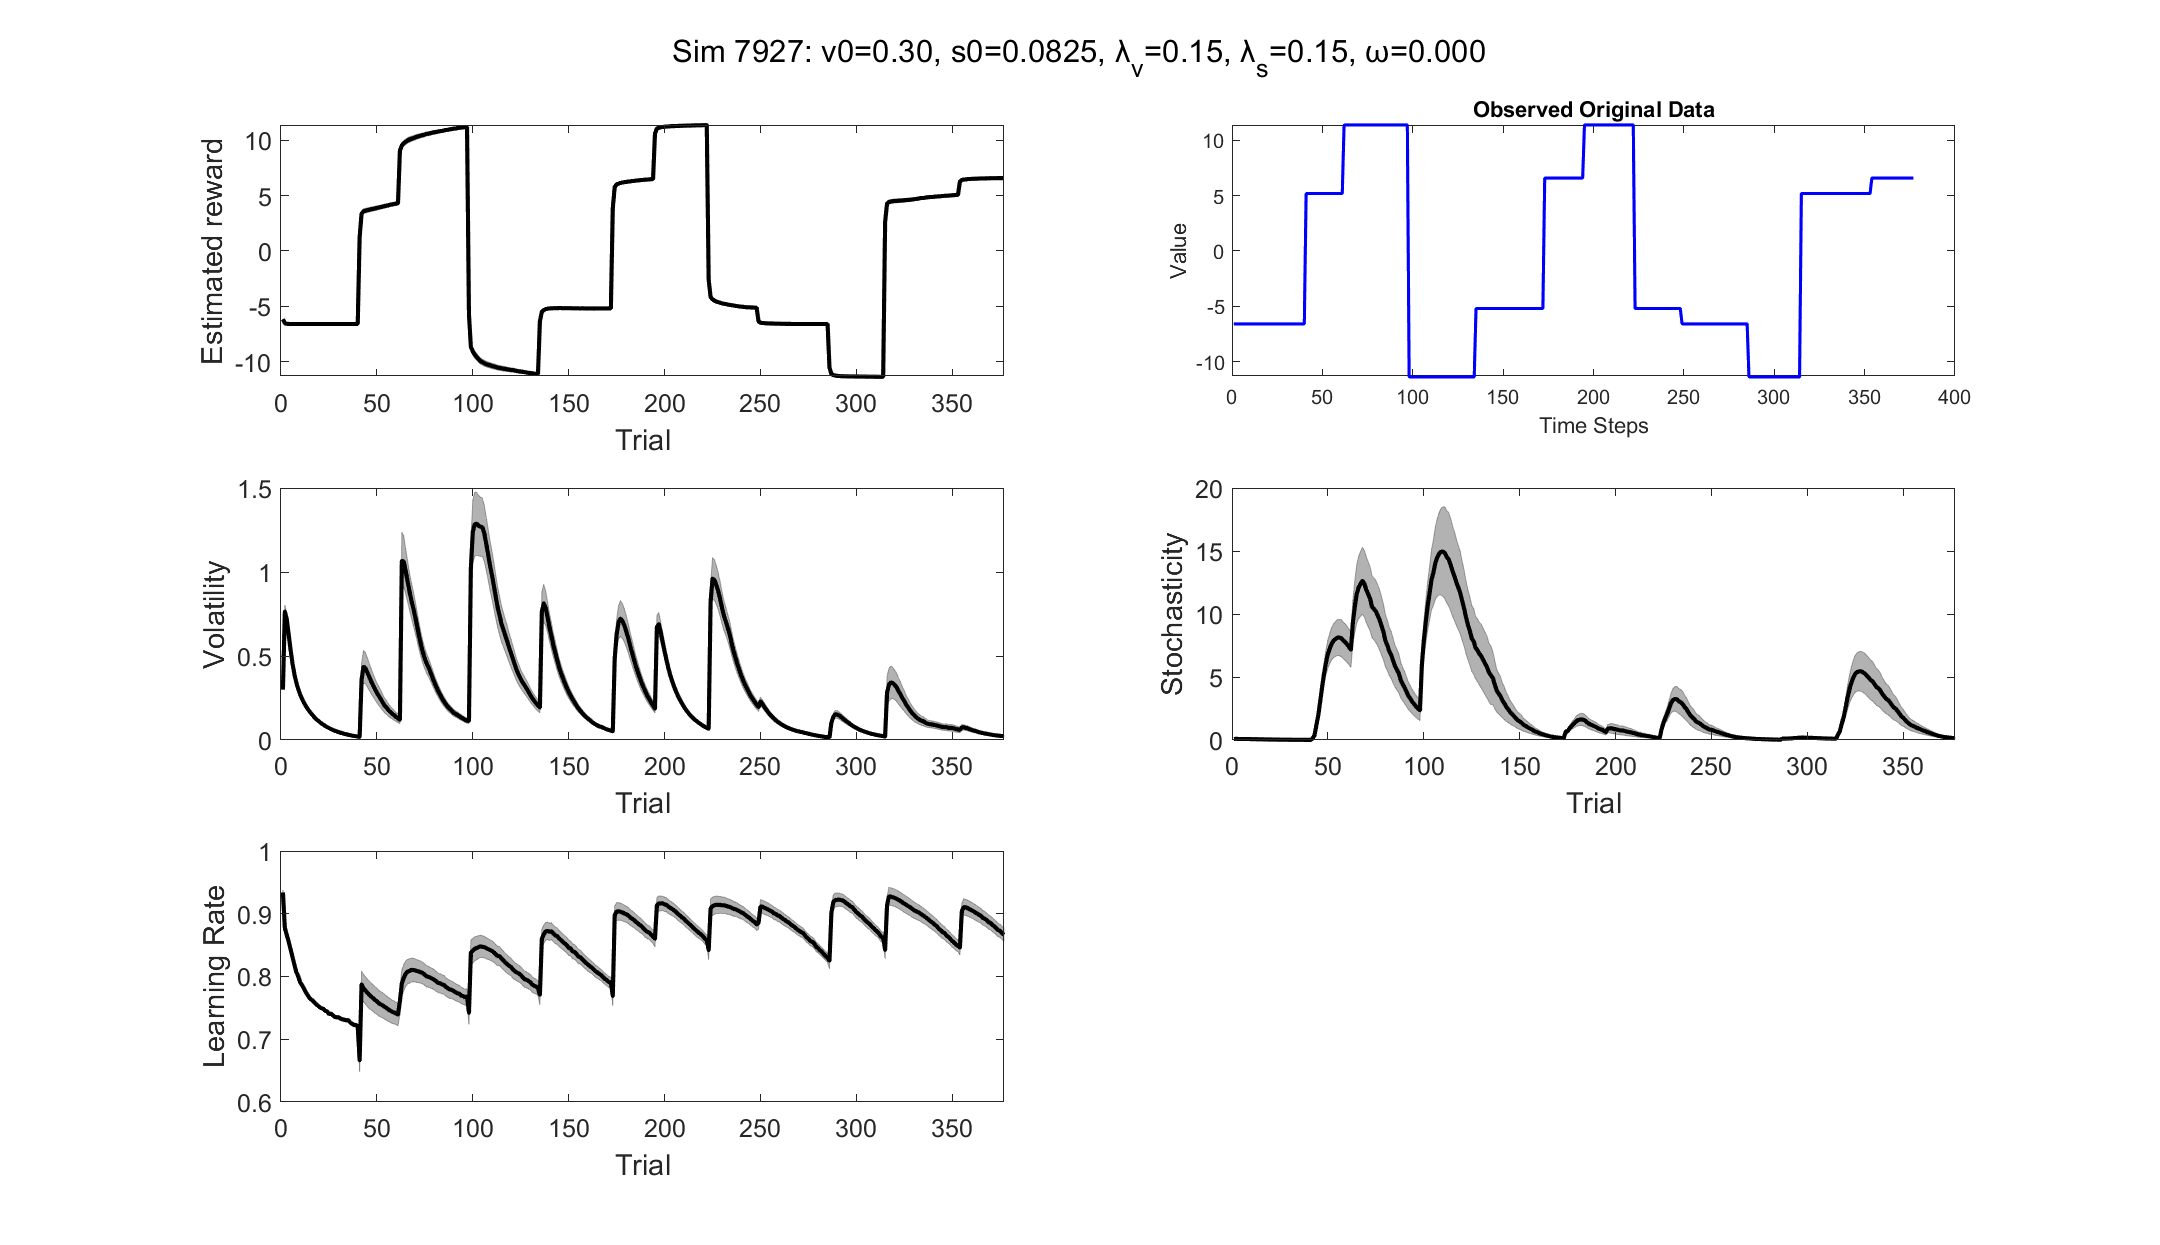 Sim 7927: v0=0.30, s0=0.0825, λv=0.15, λs=0.15, ω=0.000
Estimated reward
10
5
0
-5
-10
0 50 100 150 200 250 300 350
Trial
Observed Original Data
Value
10
5
0
-5
-10
0 50 100 150 200 250 300 350 400
Time Steps
Volatility
1.5
1
0.5
0
0 50 100 150 200 250 300 350
Trial
Stochasticity
20
15
10
5
0
0 50 100 150 200 250 300 350
Trial
Learning Rate
1
0.9
0.8
0.7
0.6
0 50 100 150 200 250 300 350
Trial